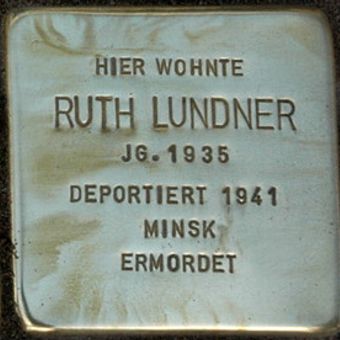 HIER WOHNTE
RUTH LUNDNER
JG. 1935
DEPORTIERT 1941
MINSK
ERMORDET